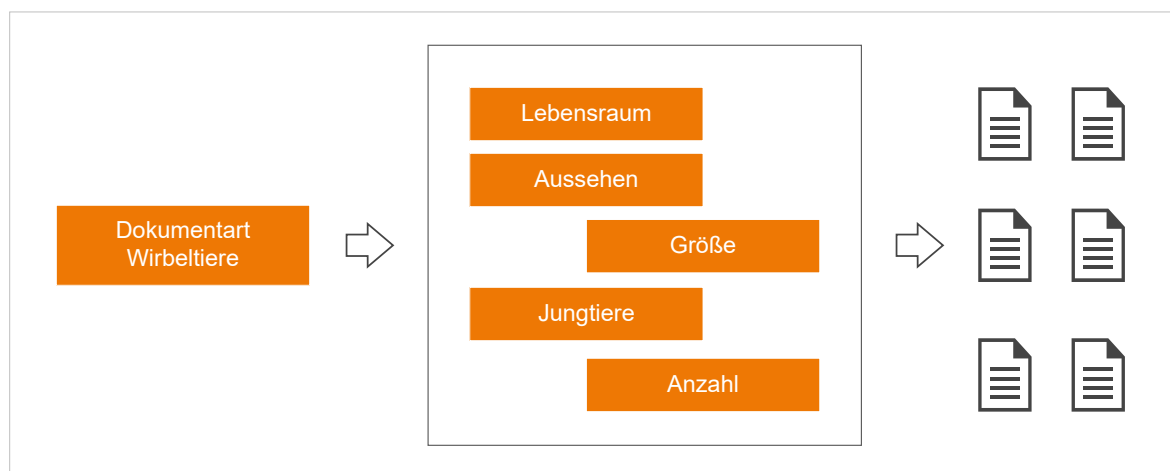 Dokumentart
Wirbeltiere
Lebensraum
Aussehen
Größe
Jungtiere
Anzahl